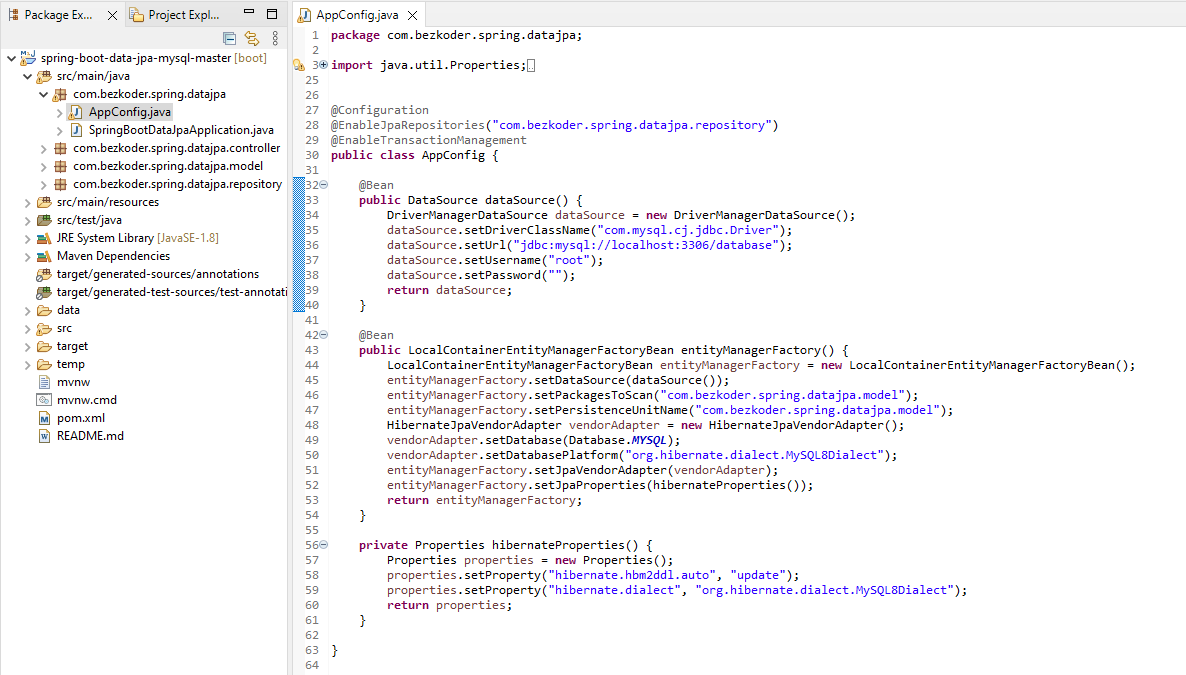 Package Ex...
Project Expl...
spring-boot-data-jpa-mysql-master [boot]
src/main/java
com.bezkoder.spring.datajpa
AppConfig.java
SpringBootDataJpaApplication.java
com.bezkoder.spring.datajpa.controller
com.bezkoder.spring.datajpa.model
com.bezkoder.spring.datajpa.repository
src/main/resources
src/test/java
JRE System Library [JavaSE-1.8]
Maven Dependencies
target/generated-sources/annotations
target/generated-test-sources/test-annotati
data
src
target
temp
mvnw
mvnw.cmd
pom.xml
README.md
AppConfig.java
1 package com.bezkoder.spring.datajpa;
2
3 import java.util.Properties;
25
26
27 @Configuration
28 @EnableJpaRepositories("com.bezkoder.spring.datajpa.repository")
29 @EnableTransactionManagement
30 public class AppConfig {
31
32     @Bean
33     public DataSource dataSource() {
34         DriverManagerDataSource dataSource = new DriverManagerDataSource();
35         dataSource.setDriverClassName("com.mysql.cj.jdbc.Driver");
36         dataSource.setUrl("jdbc:mysql://localhost:3306/database");
37         dataSource.setUsername("root");
38         dataSource.setPassword("");
39         return dataSource;
40     }
41
42     @Bean
43     public LocalContainerEntityManagerFactoryBean entityManagerFactory() {
44         LocalContainerEntityManagerFactoryBean entityManagerFactory = new LocalContainerEntityManagerFactoryBean();
45         entityManagerFactory.setDataSource(dataSource());
46         entityManagerFactory.setPackagesToScan("com.bezkoder.spring.datajpa.model");
47         entityManagerFactory.setPersistenceUnitName("com.bezkoder.spring.datajpa.model");
48         HibernateJpaVendorAdapter vendorAdapter = new HibernateJpaVendorAdapter();
49         vendorAdapter.setDatabase(Database.MYSQL);
50         vendorAdapter.setDatabasePlatform("org.hibernate.dialect.MySQL8Dialect");
51         entityManagerFactory.setJpaVendorAdapter(vendorAdapter);
52         entityManagerFactory.setJpaProperties(hibernateProperties());
53         return entityManagerFactory;
54     }
55
56     private Properties hibernateProperties() {
57         Properties properties = new Properties();
58         properties.setProperty("hibernate.hbm2ddl.auto", "update");
59         properties.setProperty("hibernate.dialect", "org.hibernate.dialect.MySQL8Dialect");
60         return properties;
61     }
62
63 }
64